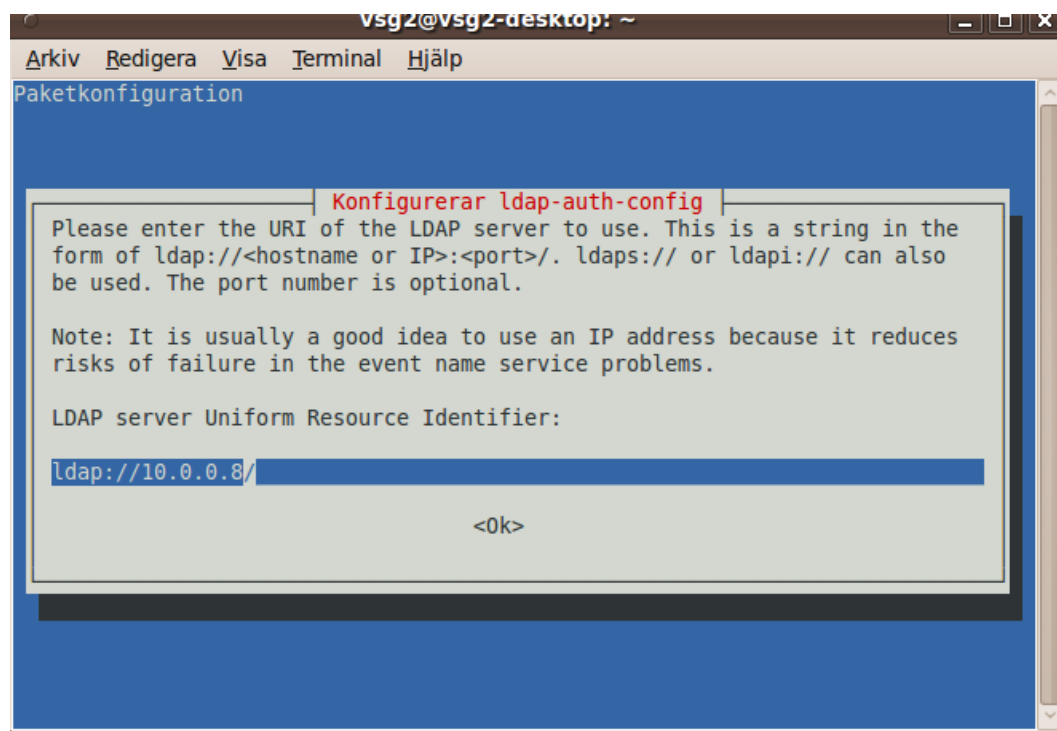 vsg2@vsg2-desktop: ~
Arkiv Redigera Visa Terminal Hjälp
Paketkonfiguration
Konfigurerar ldap-auth-config
Please enter the URI of the LDAP server to use. This is a string in the
form of ldap://<hostname or IP>:<port>/. ldaps:// or ldapi:// can also
be used. The port number is optional.
Note: It is usually a good idea to use an IP address because it reduces
risks of failure in the event name service problems.
LDAP server Uniform Resource Identifier:
ldap://10.0.0.8/
<Ok>